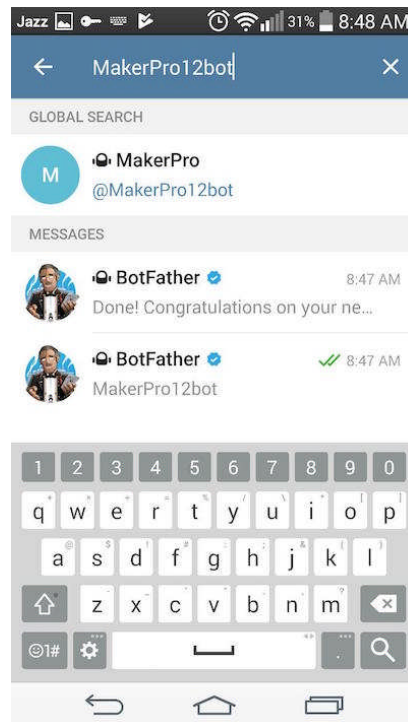 Jazz 31% 8:48 AM
MakerPro12bot
GLOBAL SEARCH
M MakerPro
@MakerPro12bot
MESSAGES
BotFather 8:47 AM
Done! Congratulations on your ne...
BotFather 8:47 AM
MakerPro12bot
1 2 3 4 5 6 7 8 9 0
q w e r t y u i o p
a s d f g h j k l
z x c v b n m
1# .